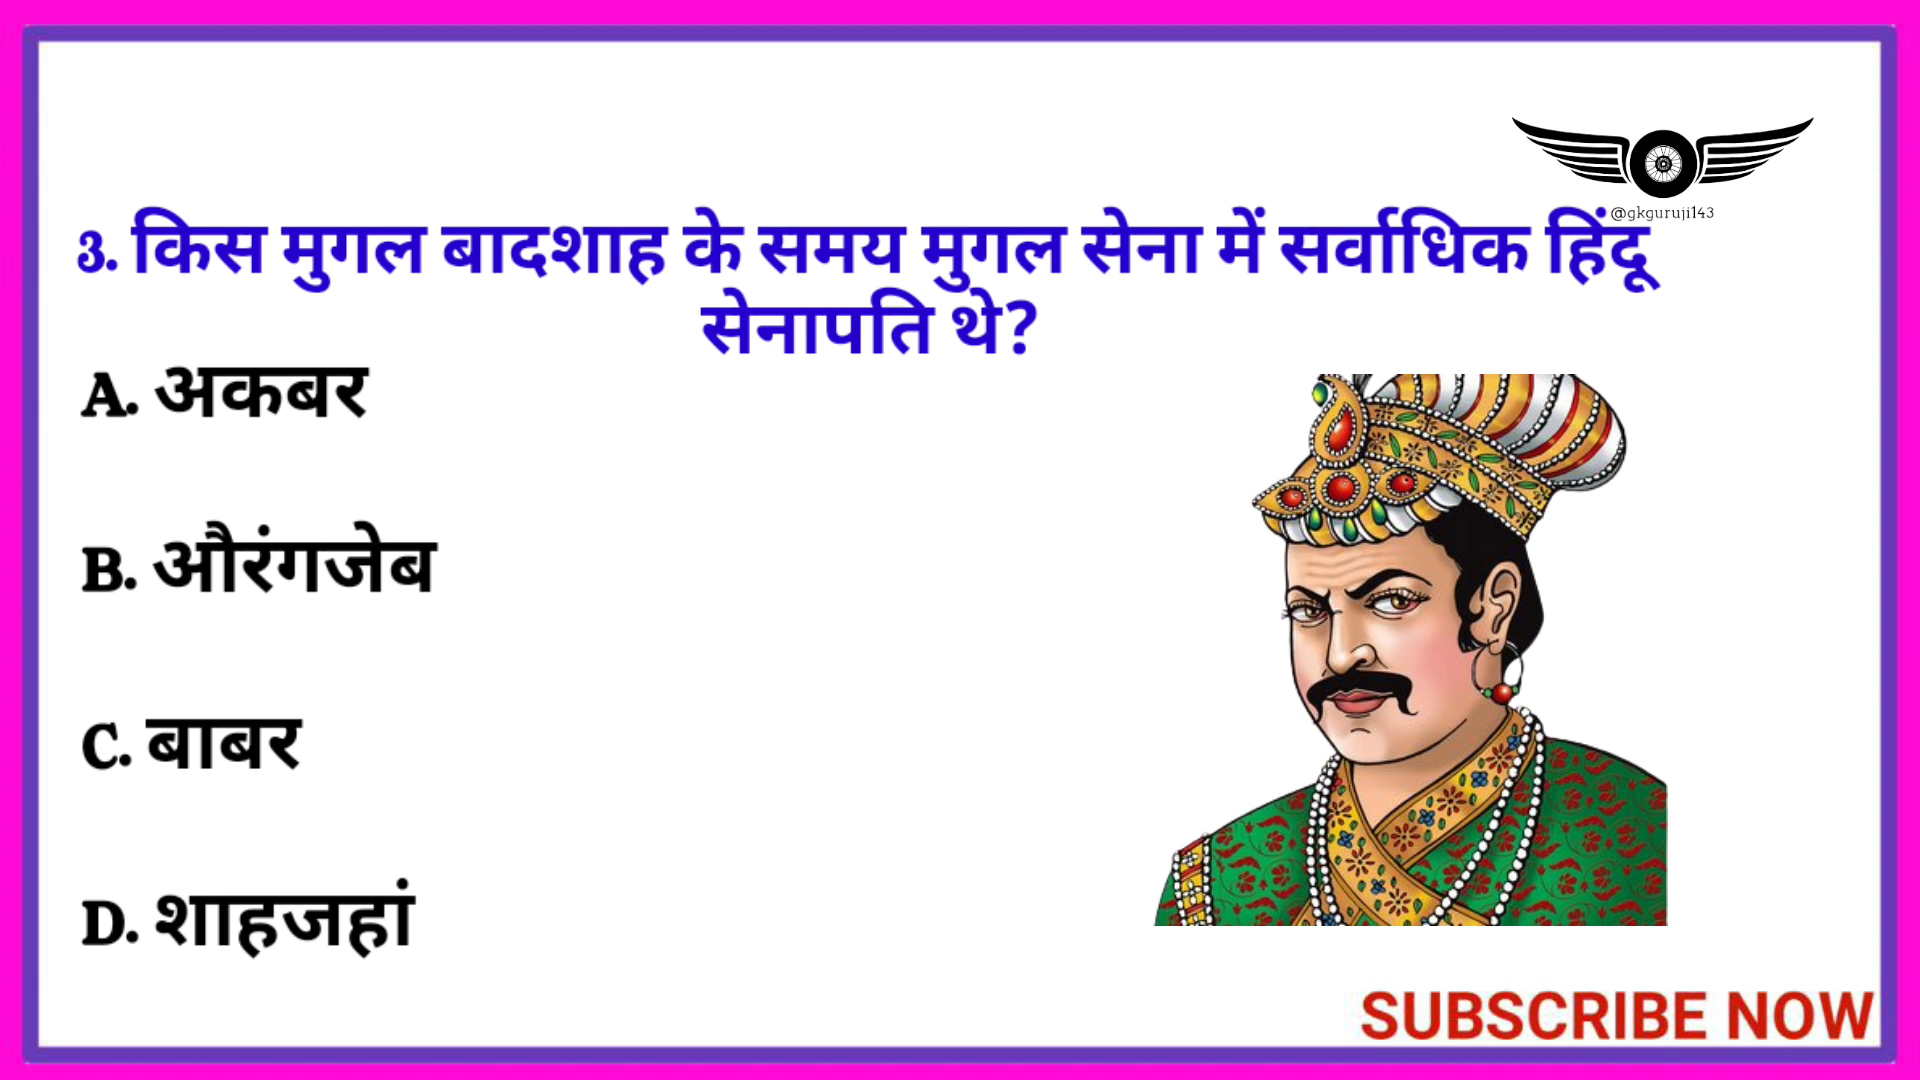 @gkguruji143
3. किस मुगल बादशाह के समय मुगल सेना में सर्वाधिक हिंदू
सेनापति थे?
A. अकबर
B. औरंगजेब
C. बाबर
D. शाहजहां
SUBSCRIBE NOW